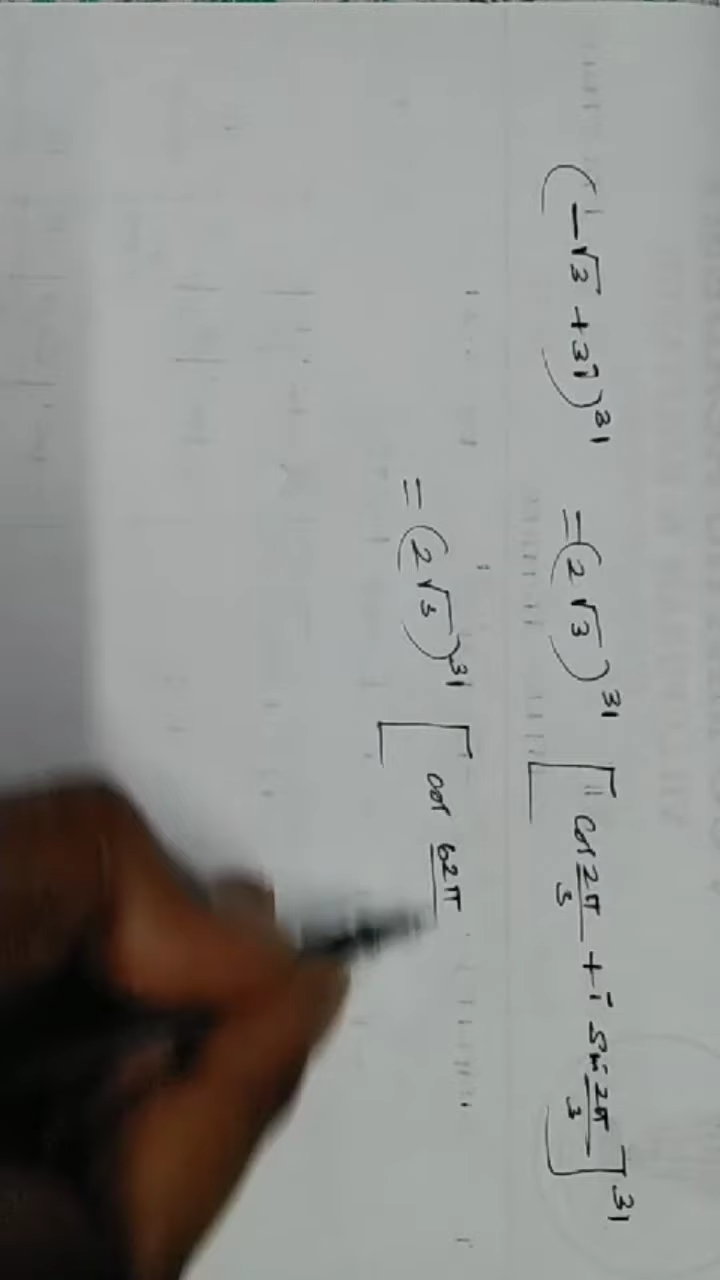 (-√3 + 3i)³¹ = (2√3)³¹ [cos 2π/3 + i sin 2π/3]³¹
= (2√3)³¹ [cos 62π